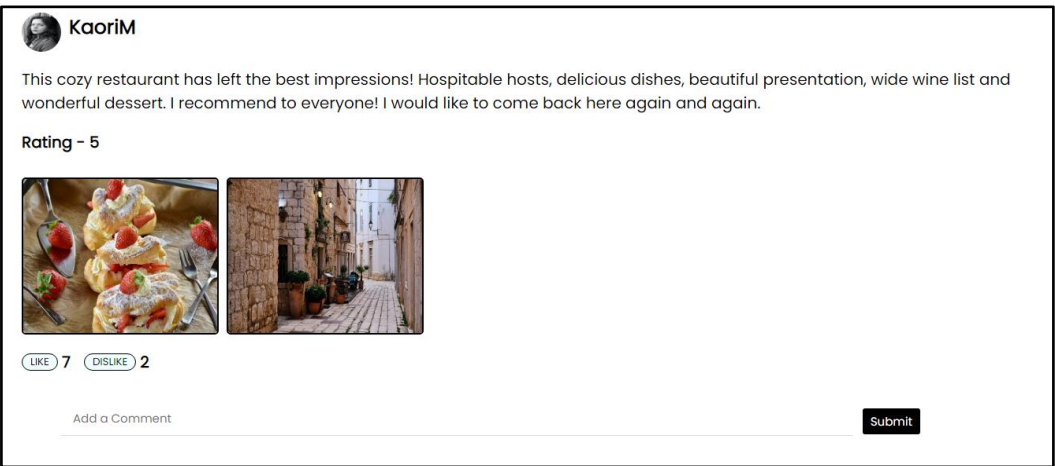 KaoriM
This cozy restaurant has left the best impressions! Hospitable hosts, delicious dishes, beautiful presentation, wide wine list and
wonderful dessert. I recommend to everyone! I would like to come back here again and again.
Rating - 5
LIKE 7 DISLIKE 2
Add a Comment
Submit